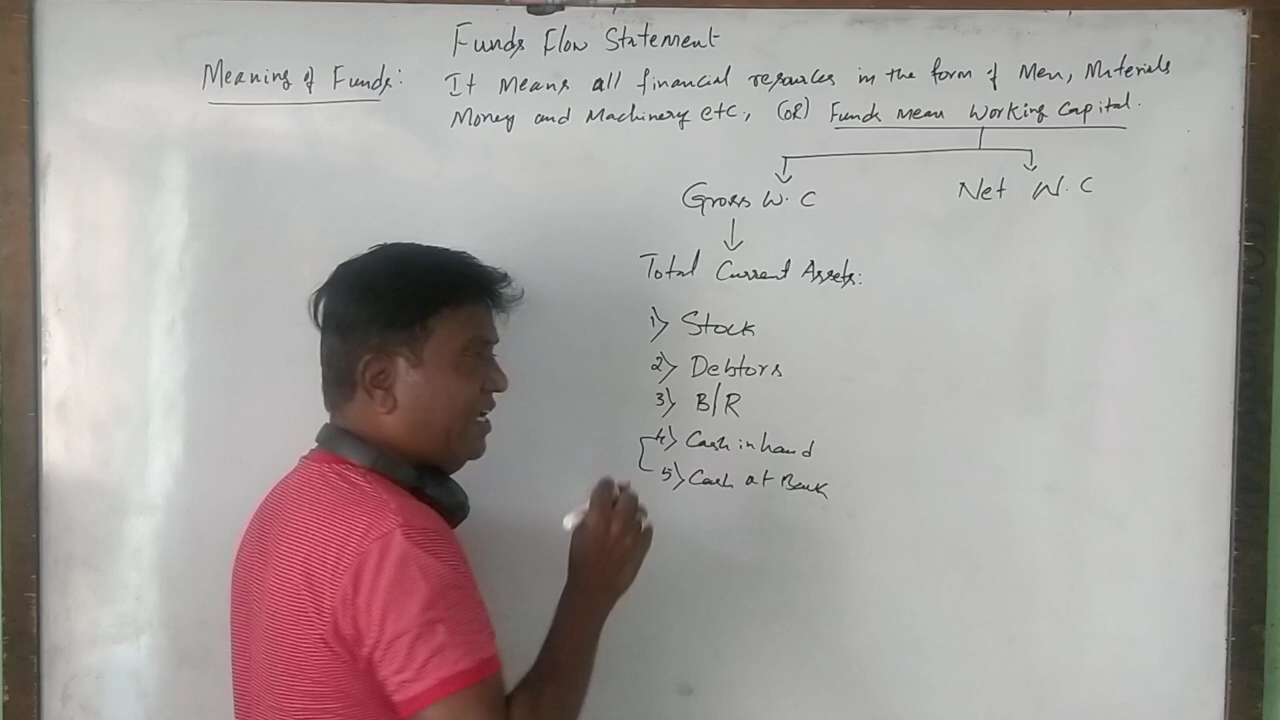 Funds Flow Statement
Meaning of Funds: It means all financial resources in the form of Men, Materials
Money and Machinery etc, (OR) Funds mean Working Capital.
Gross W.C Net W.C
Total Current Assets:
1) Stock
2) Debtors
3) B/R
4) Cash in hand
5) Cash at Bank